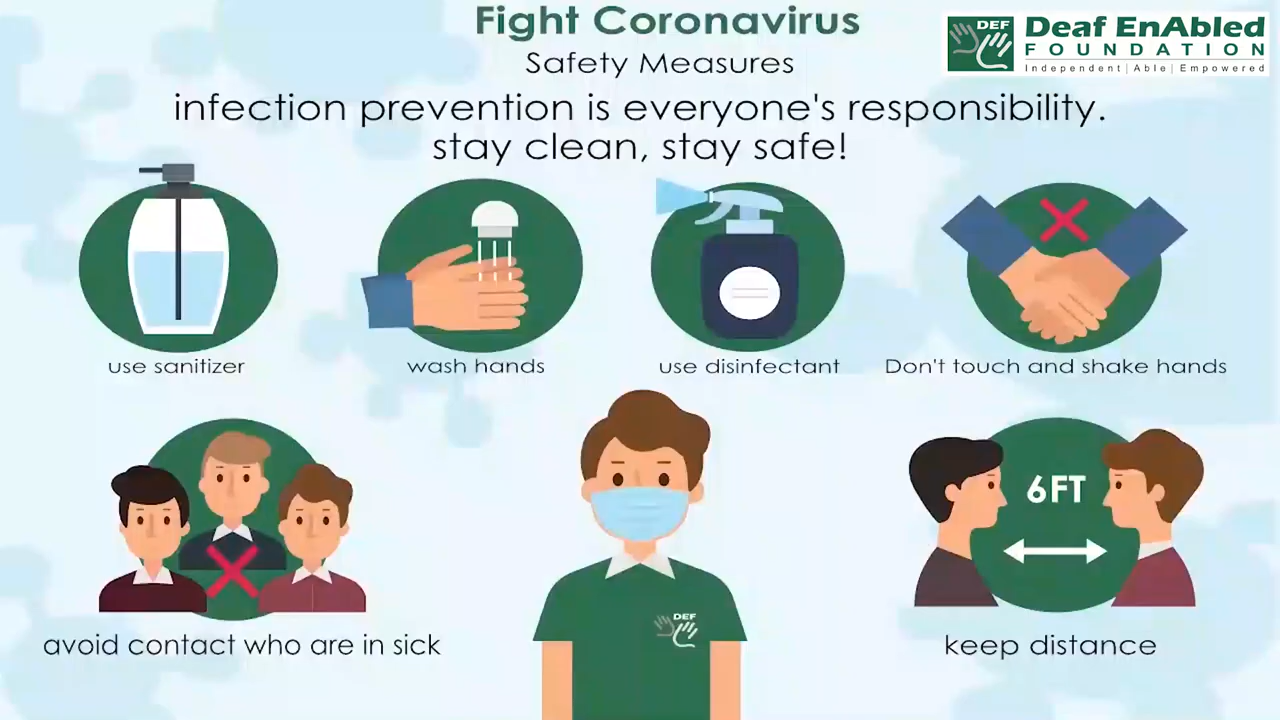 Fight Coronavirus
Safety Measures
DEF
Deaf EnAbled
FOUNDATION
Independent | Able | Empowered
infection prevention is everyone's responsibility.
stay clean, stay safe!
use sanitizer
wash hands
use disinfectant
Don't touch and shake hands
6FT
DEF
avoid contact who are in sick
keep distance